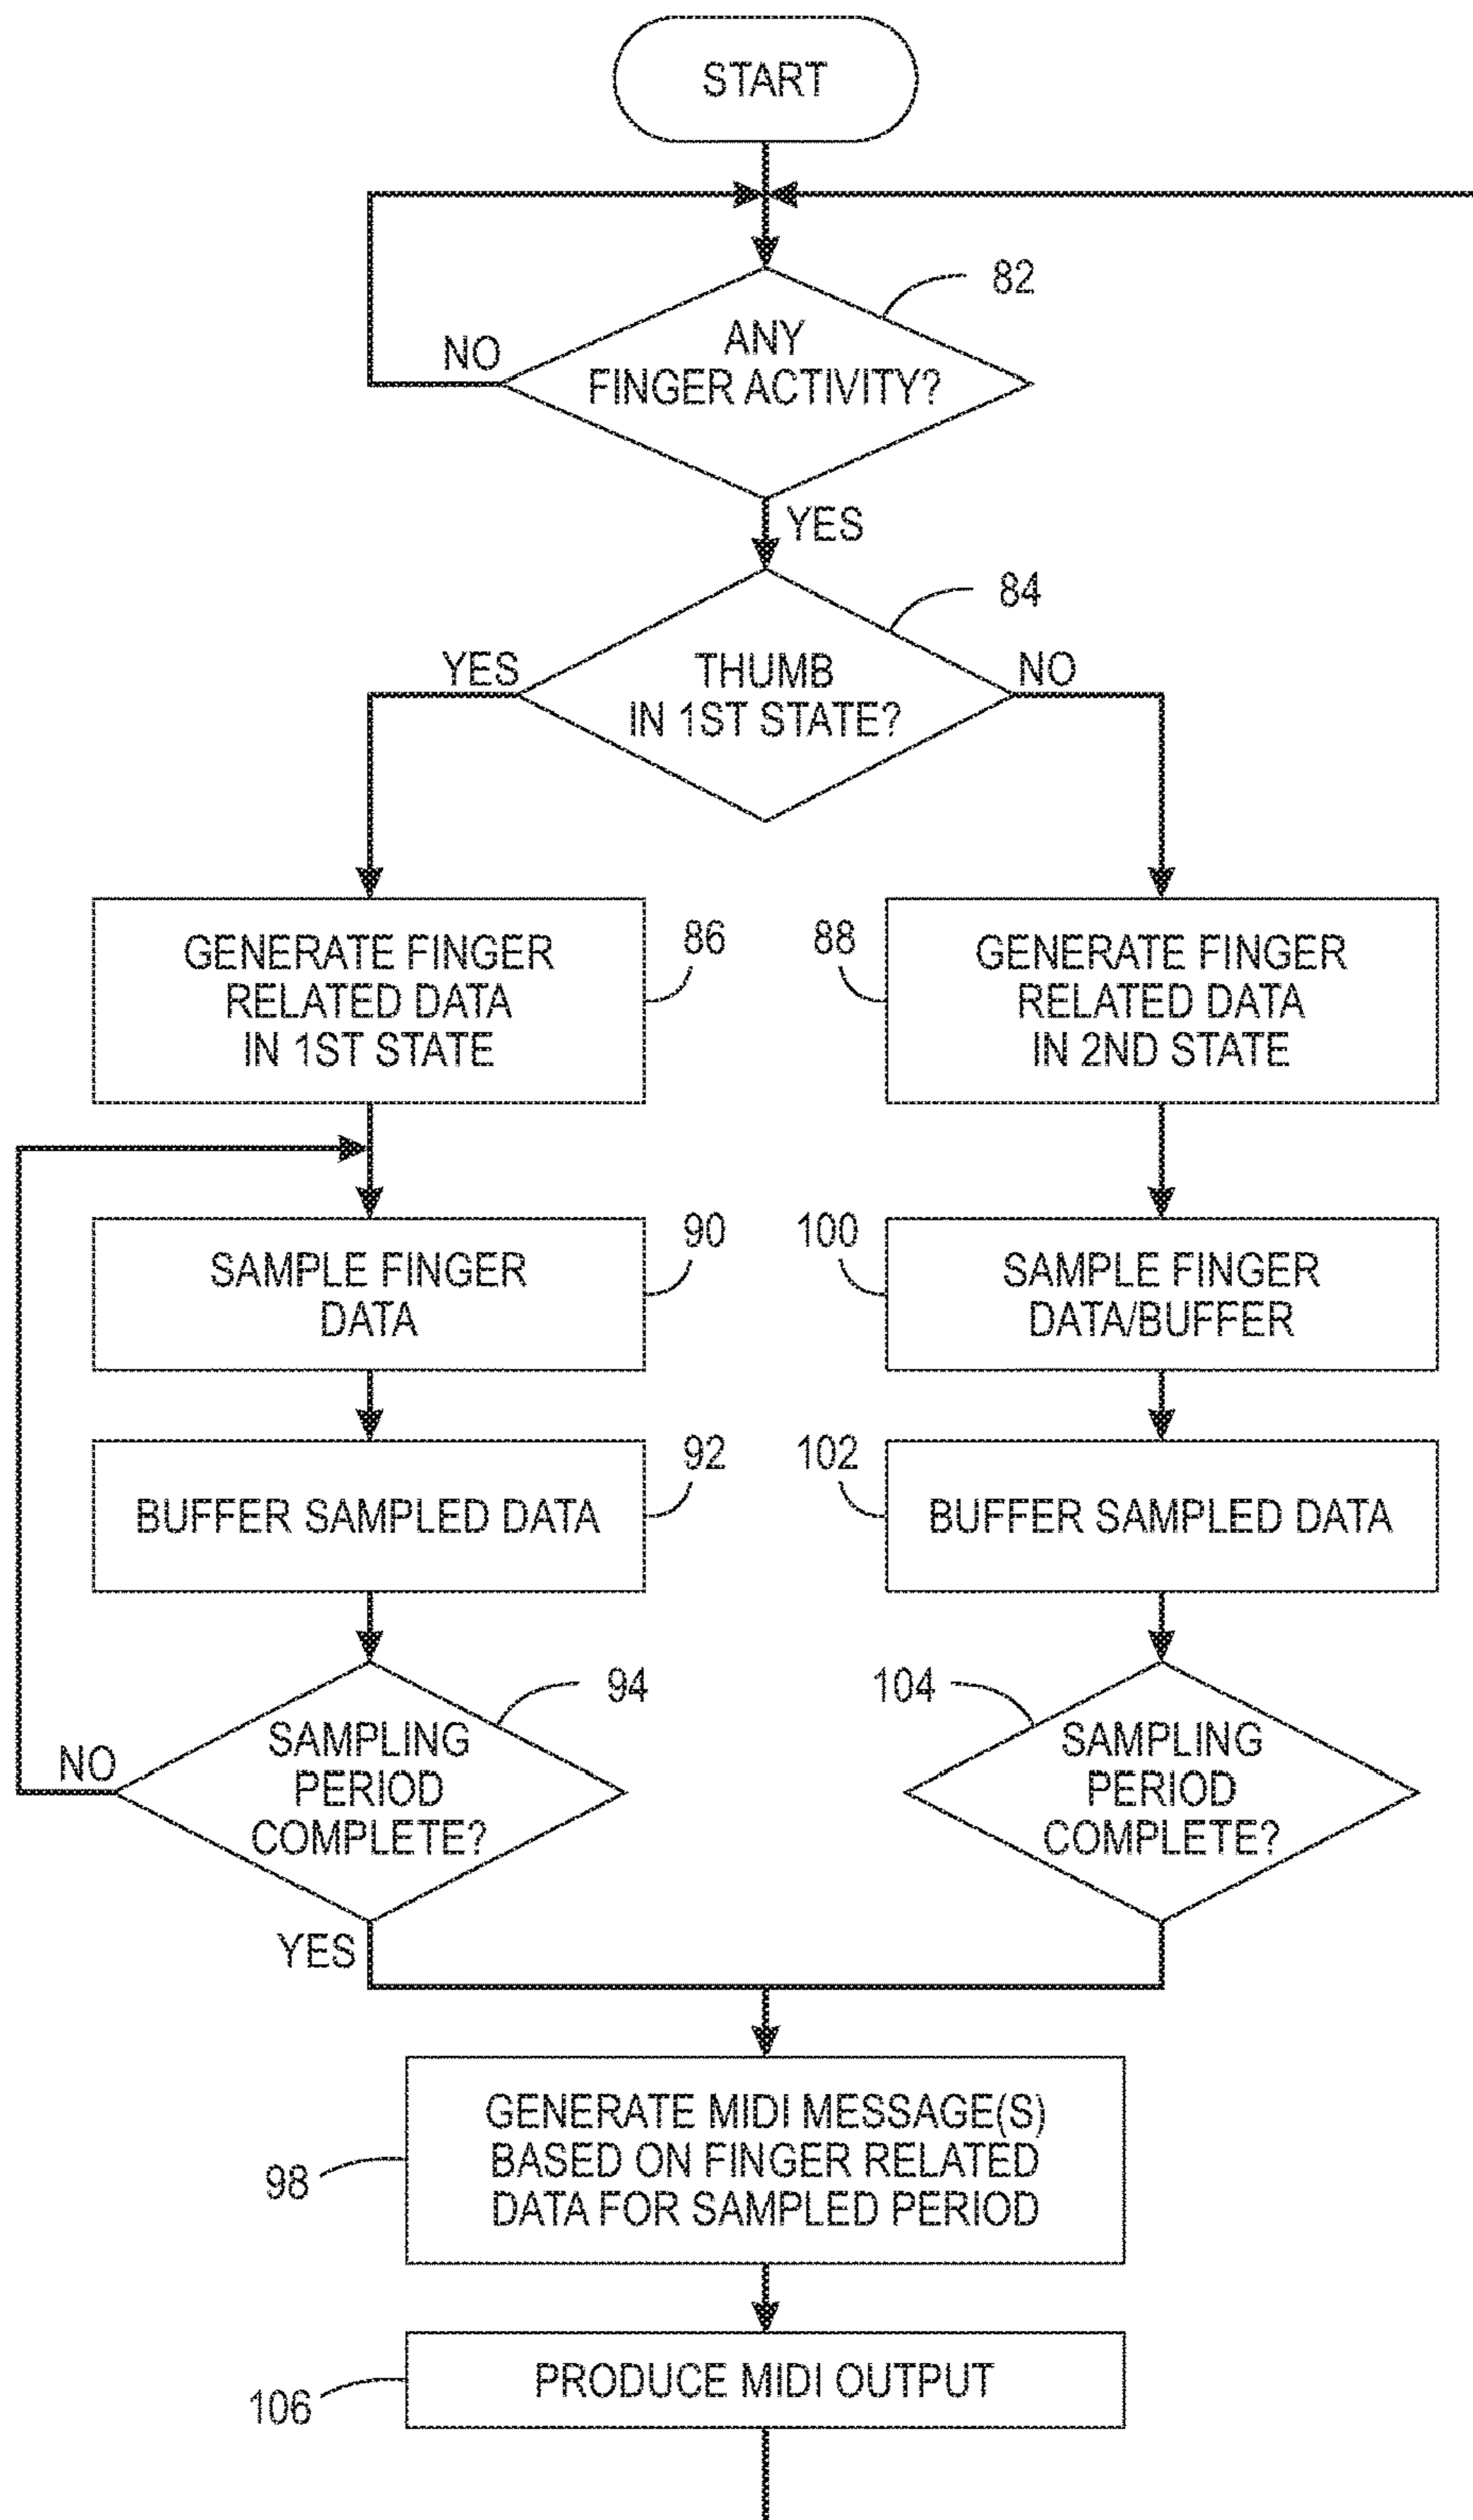 START
82
ANY
FINGER ACTIVITY?
NO
YES
84
YES
THUMB
IN 1ST STATE?
NO
GENERATE FINGER
RELATED DATA
IN 1ST STATE
86
88
GENERATE FINGER
RELATED DATA
IN 2ND STATE
SAMPLE FINGER
DATA
90
100
SAMPLE FINGER
DATA/BUFFER
BUFFER SAMPLED DATA
92
102
BUFFER SAMPLED DATA
94
NO
SAMPLING
PERIOD
COMPLETE?
YES
104
SAMPLING
PERIOD
COMPLETE?
GENERATE MIDI MESSAGE(S)
BASED ON FINGER RELATED
DATA FOR SAMPLED PERIOD
98
PRODUCE MIDI OUTPUT
106